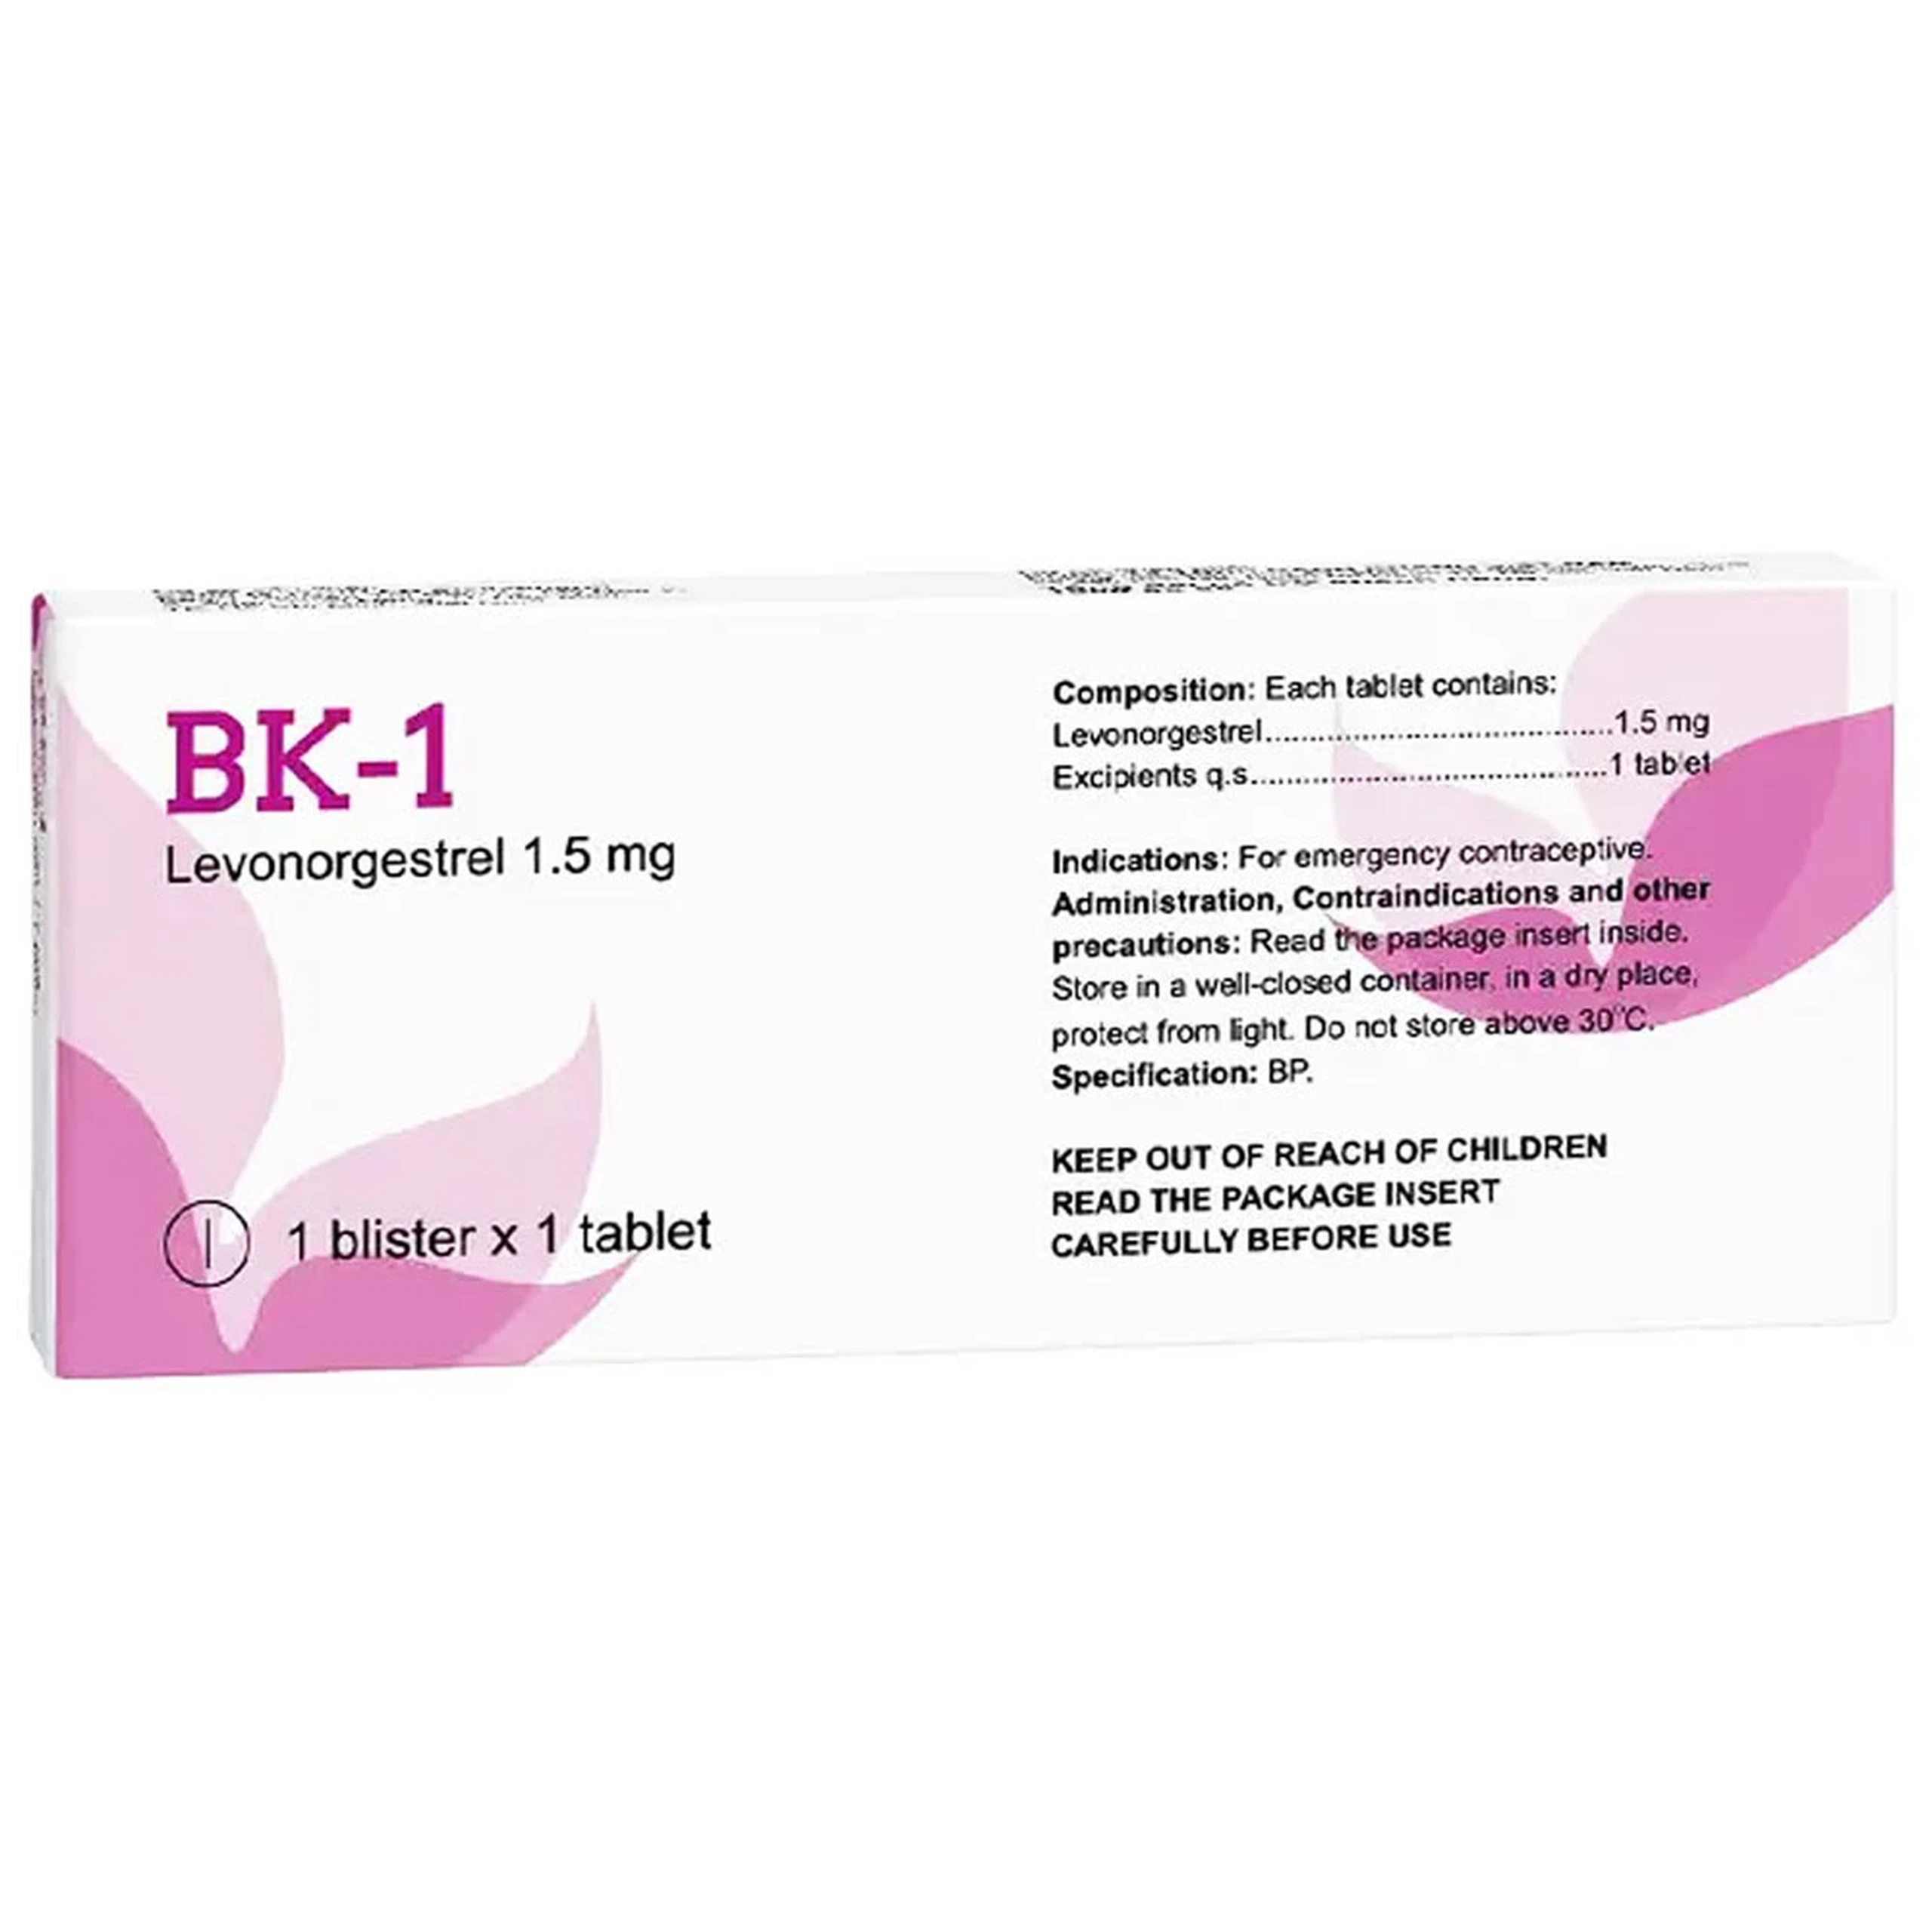 BK-1
Levonorgestrel 1.5 mg
1 blister x 1 tablet
Composition: Each tablet contains:
Levonorgestrel........................................1.5 mg
Excipients q.s.........................................1 tablet
Indications: For emergency contraceptive.
Administration, Contraindications and other
precautions: Read the package insert inside.
Store in a well-closed container, in a dry place,
protect from light. Do not store above 30°C.
Specification: BP.
KEEP OUT OF REACH OF CHILDREN
READ THE PACKAGE INSERT
CAREFULLY BEFORE USE